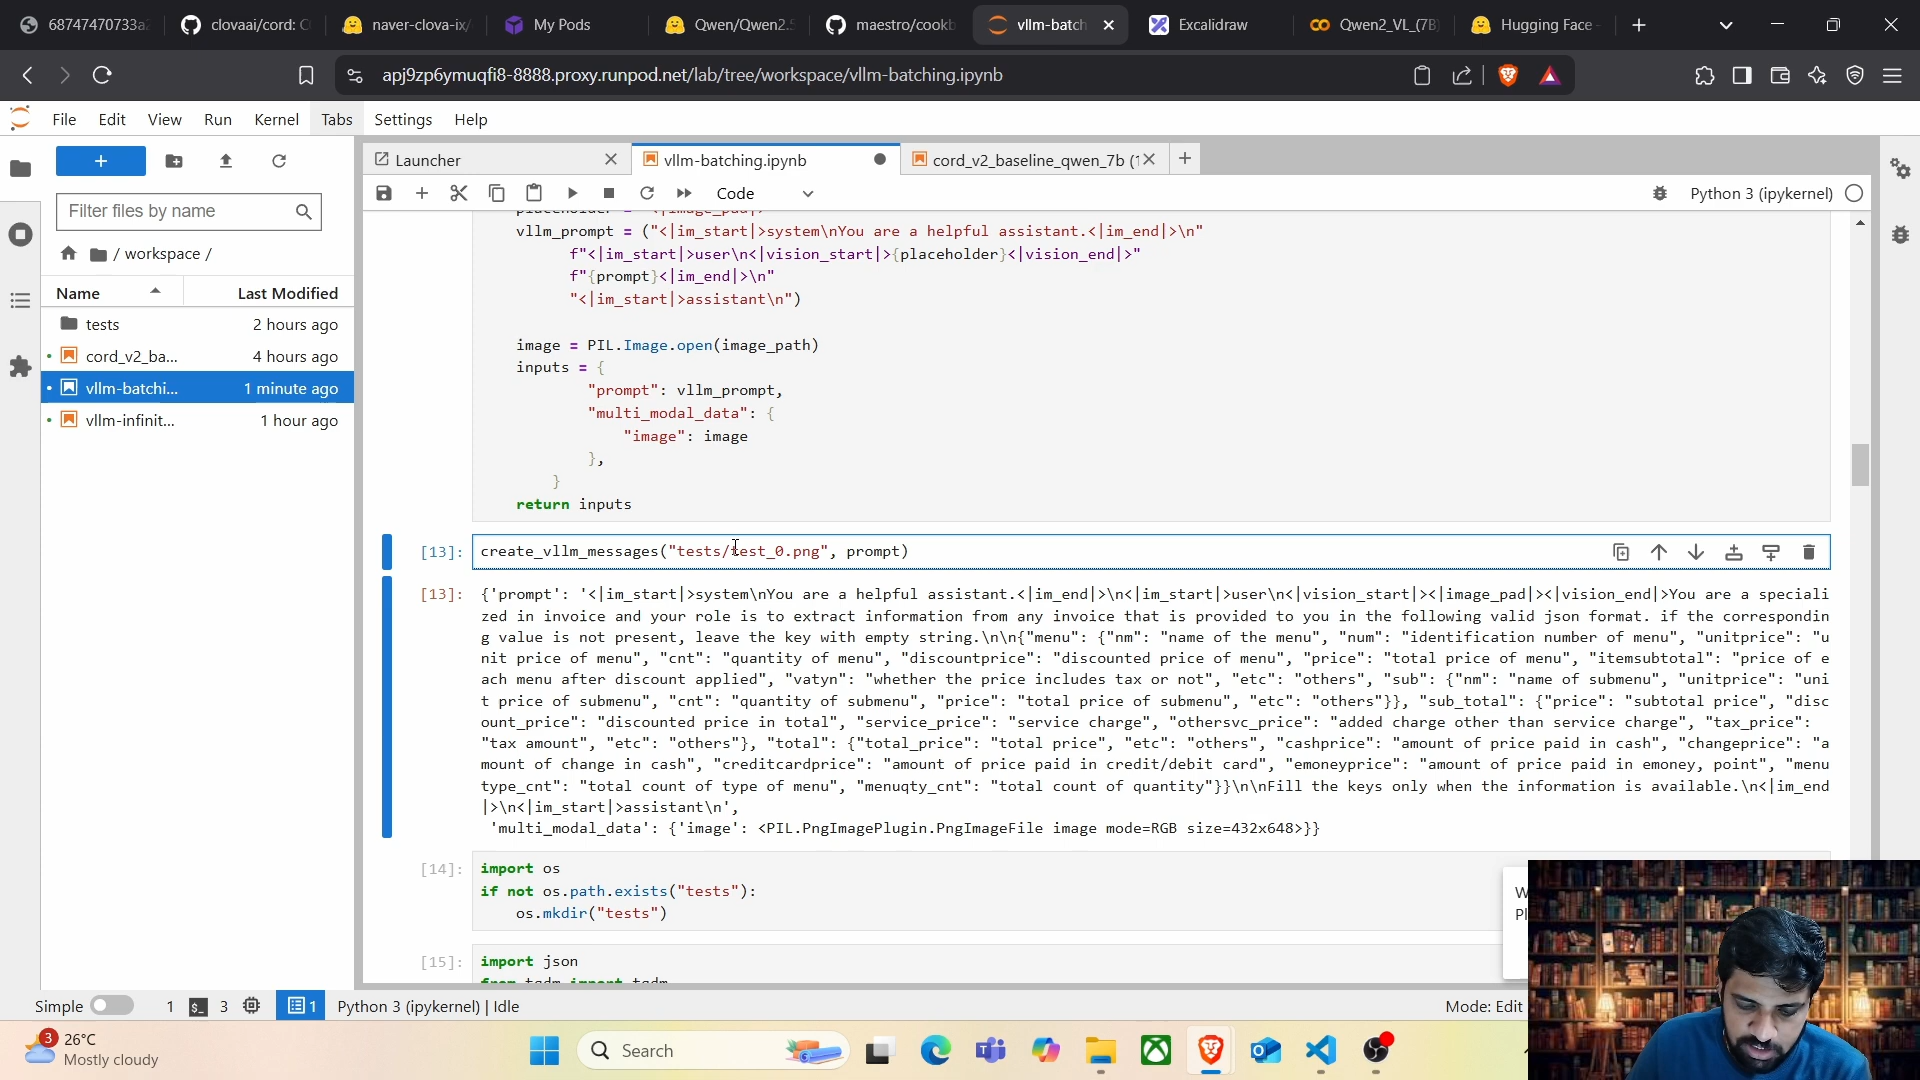 68747470733a2
clovaai/cord: C
naver-clova-ix/
My Pods
Qwen/Qwen2.5
maestro/cookb
vllm-batch
Excalidraw
Qwen2_VL_(7B)
Hugging Face -
apj9zp6ymuqfi8-8888.proxy.runpod.net/lab/tree/workspace/vllm-batching.ipynb
File Edit View Run Kernel Tabs Settings Help
Launcher
vllm-batching.ipynb
cord_v2_baseline_qwen_7b (1
Filter files by name
Code
Python 3 (ipykernel)
/ workspace /
Name Last Modified
tests 2 hours ago
cord_v2_ba... 4 hours ago
vllm-batchi... 1 minute ago
vllm-infinit... 1 hour ago
placeholder = "<|image_pad|>"
vllm_prompt = ("<|im_start|>system\nYou are a helpful assistant.<|im_end|>\n"
f"<|im_start|>user\n<|vision_start|>{placeholder}<|vision_end|>"
f"{prompt}<|im_end|>\n"
"<|im_start|>assistant\n")
image = PIL.Image.open(image_path)
inputs = {
"prompt": vllm_prompt,
"multi_modal_data": {
"image": image
},
}
return inputs
[13]: create_vllm_messages("tests/test_0.png", prompt)
[13]: {'prompt': '<|im_start|>system\nYou are a helpful assistant.<|im_end|>\n<|im_start|>user\n<|vision_start|><|image_pad|><|vision_end|>You are a speciali
zed in invoice and your role is to extract information from any invoice that is provided to you in the following valid json format. if the correspondin
g value is not present, leave the key with empty string.\n\n{"menu": {"nm": "name of the menu", "num": "identification number of menu", "unitprice": "u
nit price of menu", "cnt": "quantity of menu", "discountprice": "discounted price of menu", "price": "total price of menu", "itemsubtotal": "price of e
ach menu after discount applied", "vatyn": "whether the price includes tax or not", "etc": "others", "sub": {"nm": "name of submenu", "unitprice": "uni
t price of submenu", "cnt": "quantity of submenu", "price": "total price of submenu", "etc": "others"}}, "sub_total": {"price": "subtotal price", "disc
ount_price": "discounted price in total", "service_price": "service charge", "othersvc_price": "added charge other than service charge", "tax_price":
"tax amount", "etc": "others"}, "total": {"total_price": "total price", "etc": "others", "cashprice": "amount of price paid in cash", "changeprice": "a
mount of change in cash", "creditcardprice": "amount of price paid in credit/debit card", "emoneyprice": "amount of price paid in emoney, point", "menu
type_cnt": "total count of type of menu", "menuqty_cnt": "total count of quantity"}}\n\nFill the keys only when the information is available.\n<|im_end
|>\n<|im_start|>assistant\n',
'multi_modal_data': {'image': <PIL.PngImagePlugin.PngImageFile image mode=RGB size=432x648>}}
[14]: import os
if not os.path.exists("tests"):
os.mkdir("tests")
[15]: import json
from tqdm import tqdm
W
Pl
Simple 1 3 1 Python 3 (ipykernel) | Idle
Mode: Edit
3
26°C
Mostly cloudy
Search